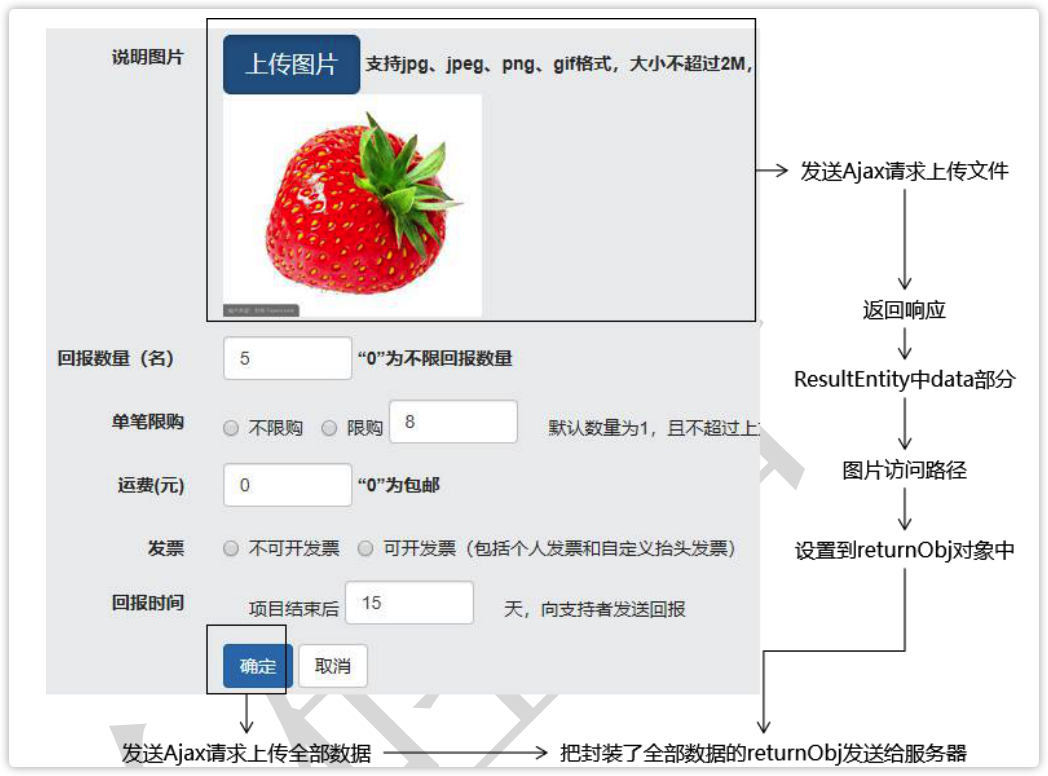 说明图片
上传图片 支持jpg、jpeg、png、gif格式，大小不超过2M，
发送Ajax请求上传文件
返回响应
ResultEntity中data部分
图片访问路径
设置到returnObj对象中
回报数量（名） 5 “0”为不限回报数量
单笔限购 不限购 限购 8 默认数量为1，且不超过上
运费(元) 0 “0”为包邮
发票 不可开发票 可开发票（包括个人发票和自定义抬头发票）
回报时间 项目结束后 15 天，向支持者发送回报
确定 取消
发送Ajax请求上传全部数据 把封装了全部数据的returnObj发送给服务器